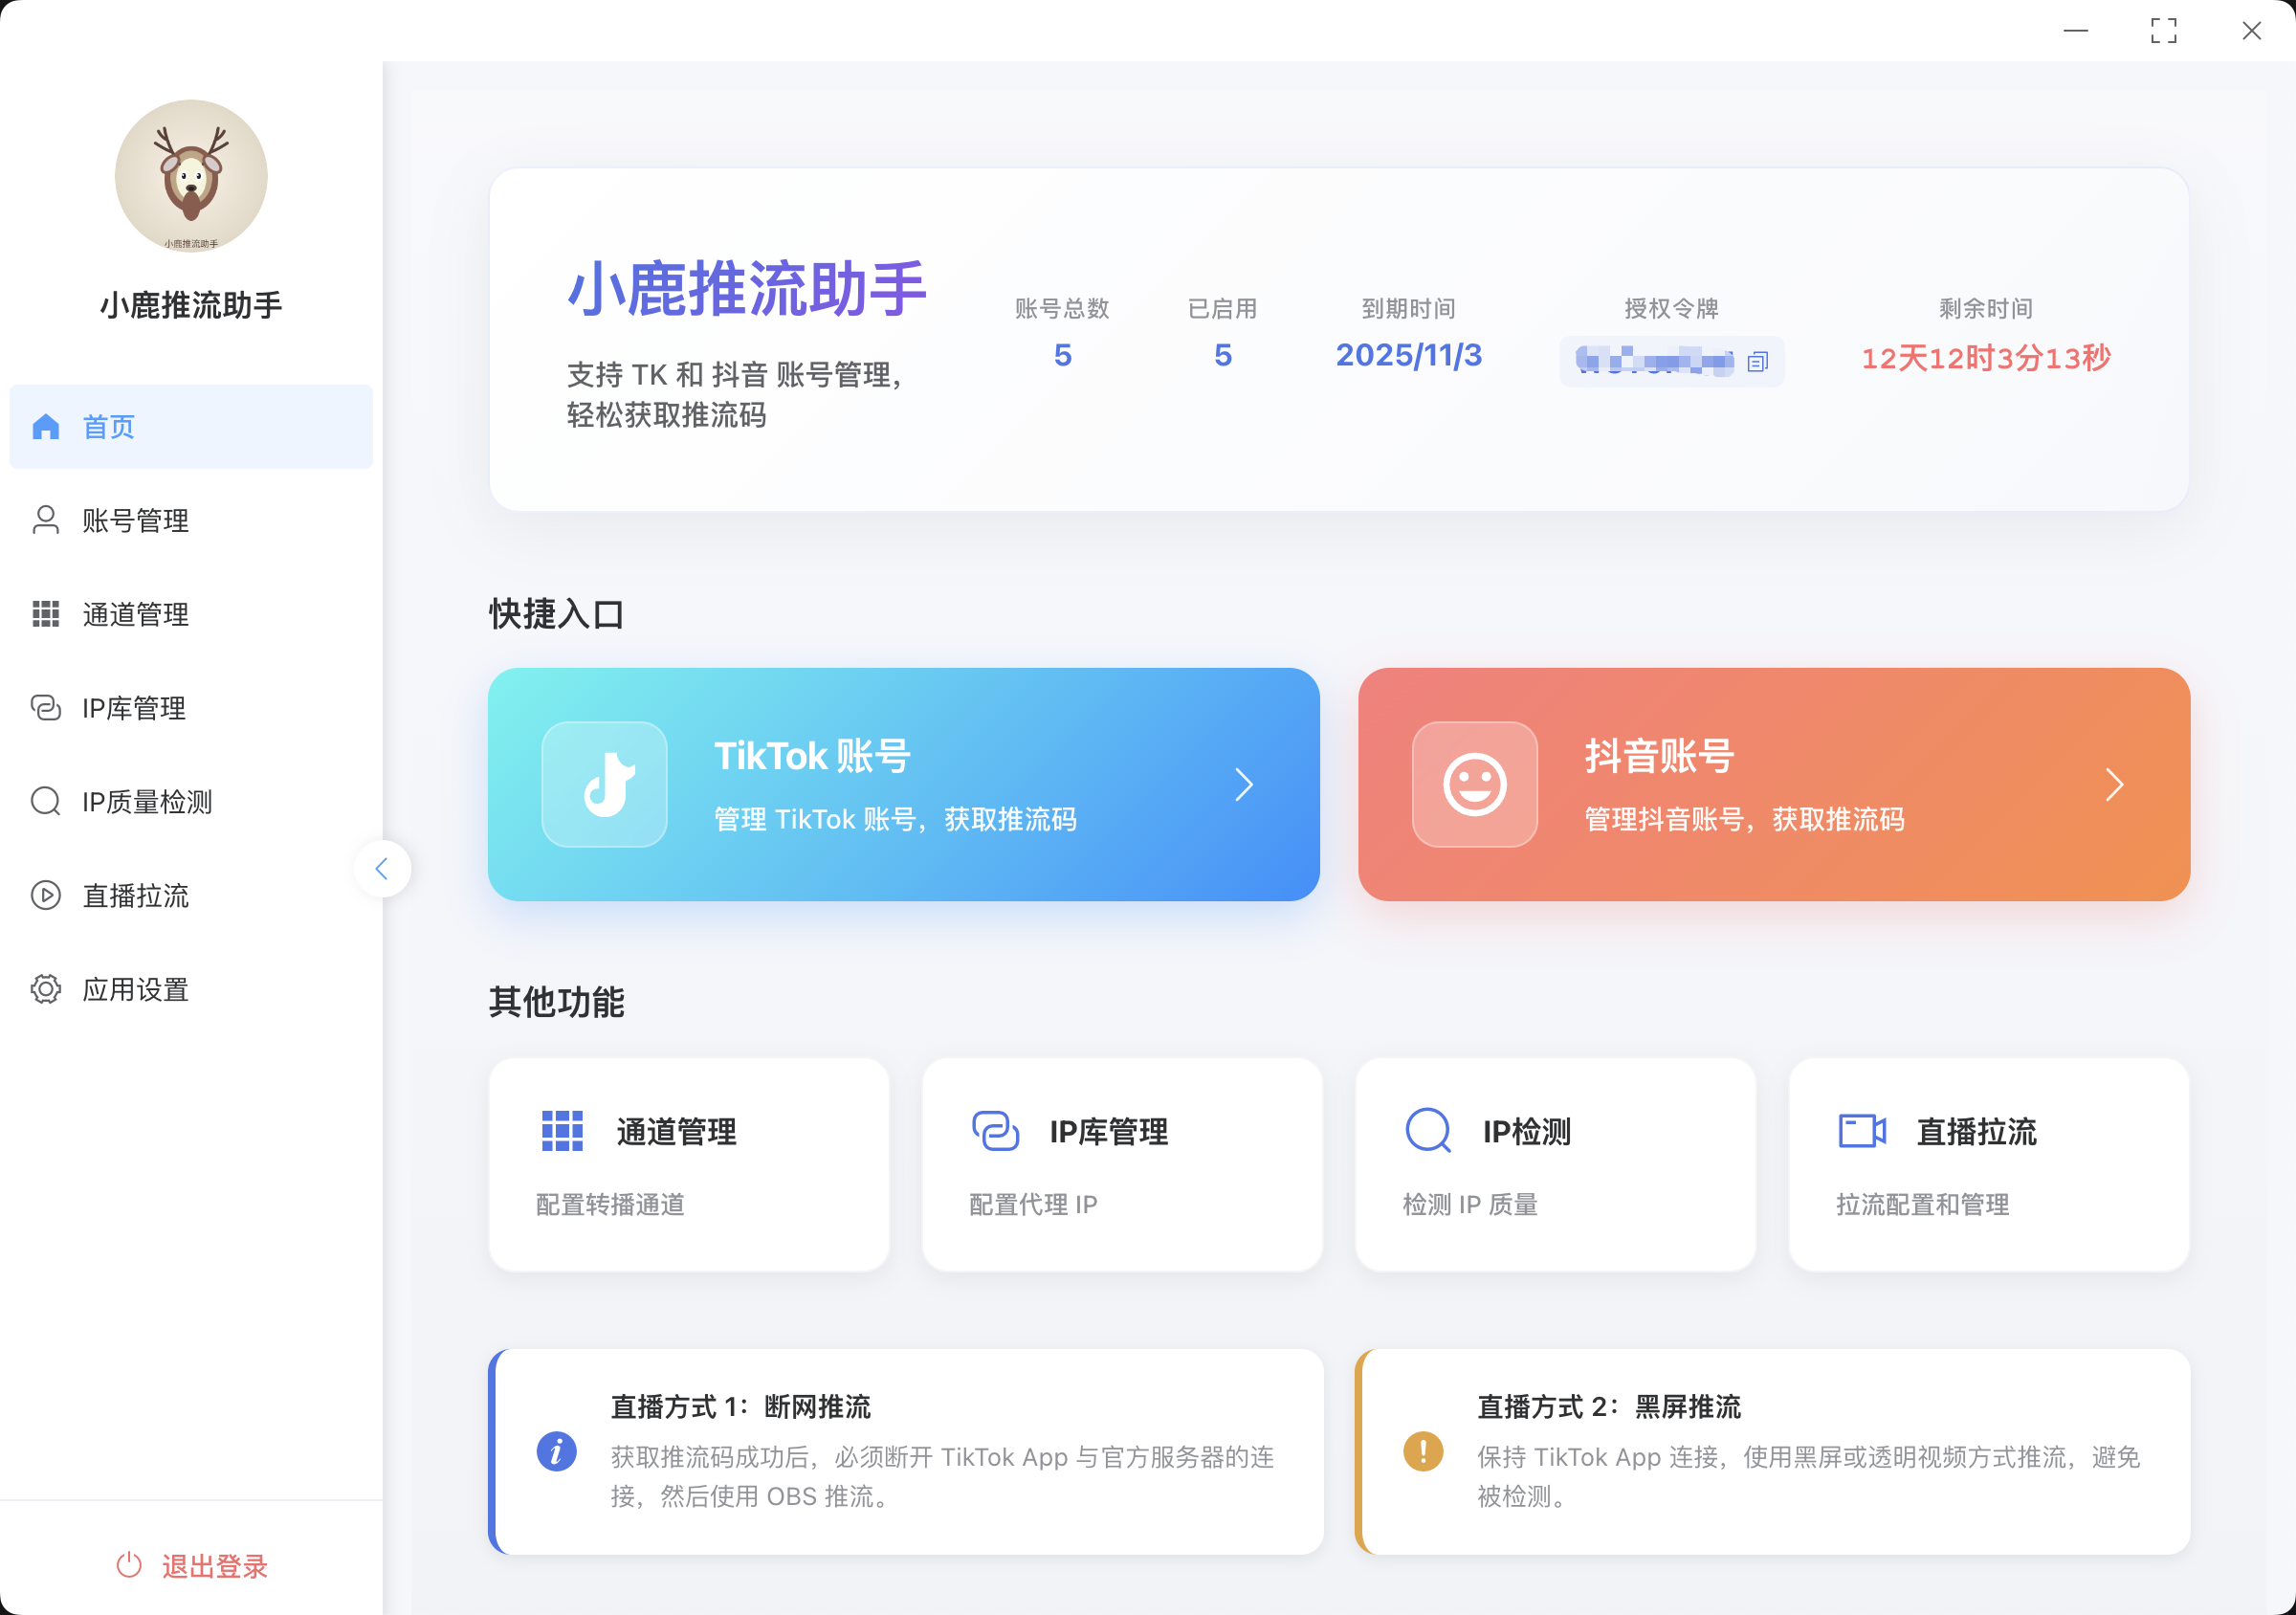 小鹿推流助手
小鹿推流助手
首页
账号管理
通道管理
IP库管理
IP质量检测
直播拉流
应用设置
退出登录
小鹿推流助手
支持 TK 和 抖音 账号管理，
轻松获取推流码
账号总数
5
已启用
5
到期时间
2025/11/3
授权令牌
剩余时间
12天12时3分13秒
快捷入口
TikTok 账号
管理 TikTok 账号，获取推流码
抖音账号
管理抖音账号，获取推流码
其他功能
通道管理
配置转播通道
IP库管理
配置代理 IP
IP检测
检测 IP 质量
直播拉流
拉流配置和管理
直播方式 1：断网推流
获取推流码成功后，必须断开 TikTok App 与官方服务器的连
接，然后使用 OBS 推流。
直播方式 2：黑屏推流
保持 TikTok App 连接，使用黑屏或透明视频方式推流，避免
被检测。